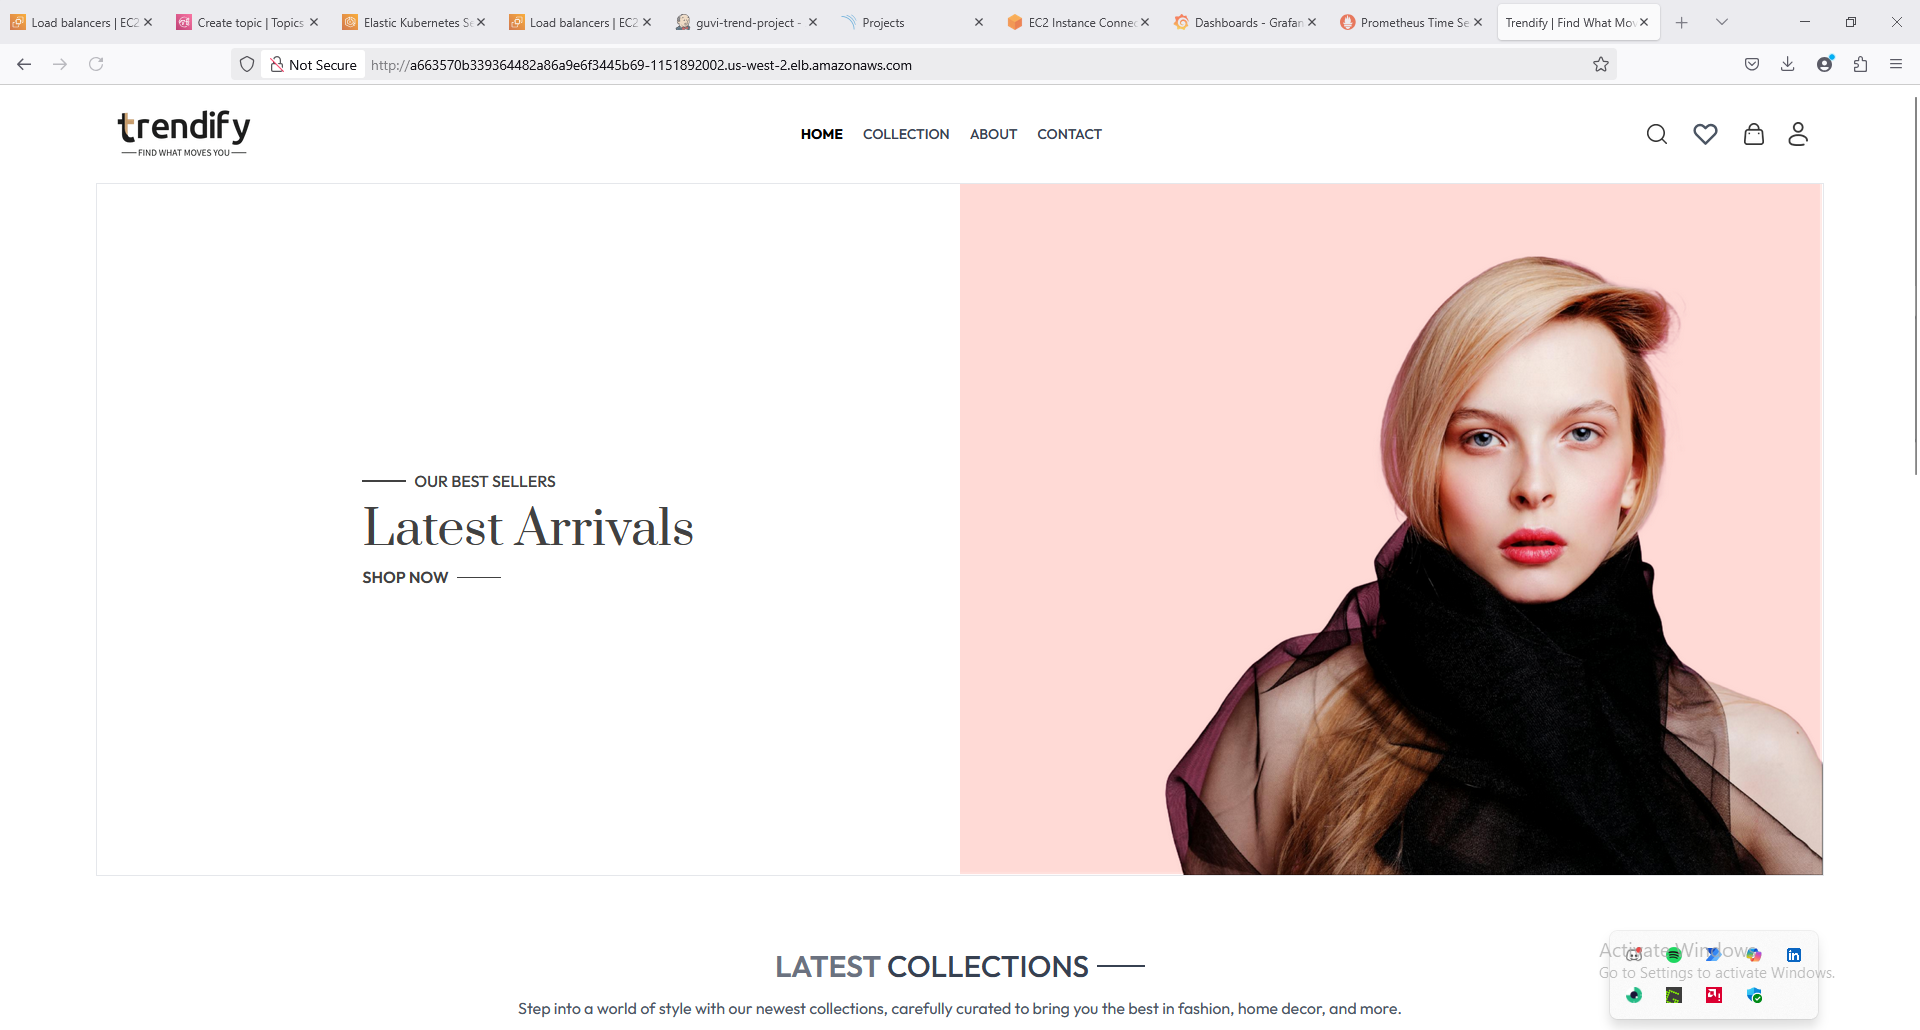 Load balancers | EC2
Create topic | Topics
Elastic Kubernetes Se
Load balancers | EC2
guvi-trend-project -
Projects
EC2 Instance Connec
Dashboards - Grafan
Prometheus Time Se
Trendify | Find What Mov
Not Secure
http://a663570b339364482a86a9e6f3445b69-1151892002.us-west-2.elb.amazonaws.com
trendify
FIND WHAT MOVES YOU
HOME COLLECTION ABOUT CONTACT
OUR BEST SELLERS
Latest Arrivals
SHOP NOW
LATEST COLLECTIONS
Step into a world of style with our newest collections, carefully curated to bring you the best in fashion, home decor, and more.
Activate Windows
Go to Settings to activate Windows.